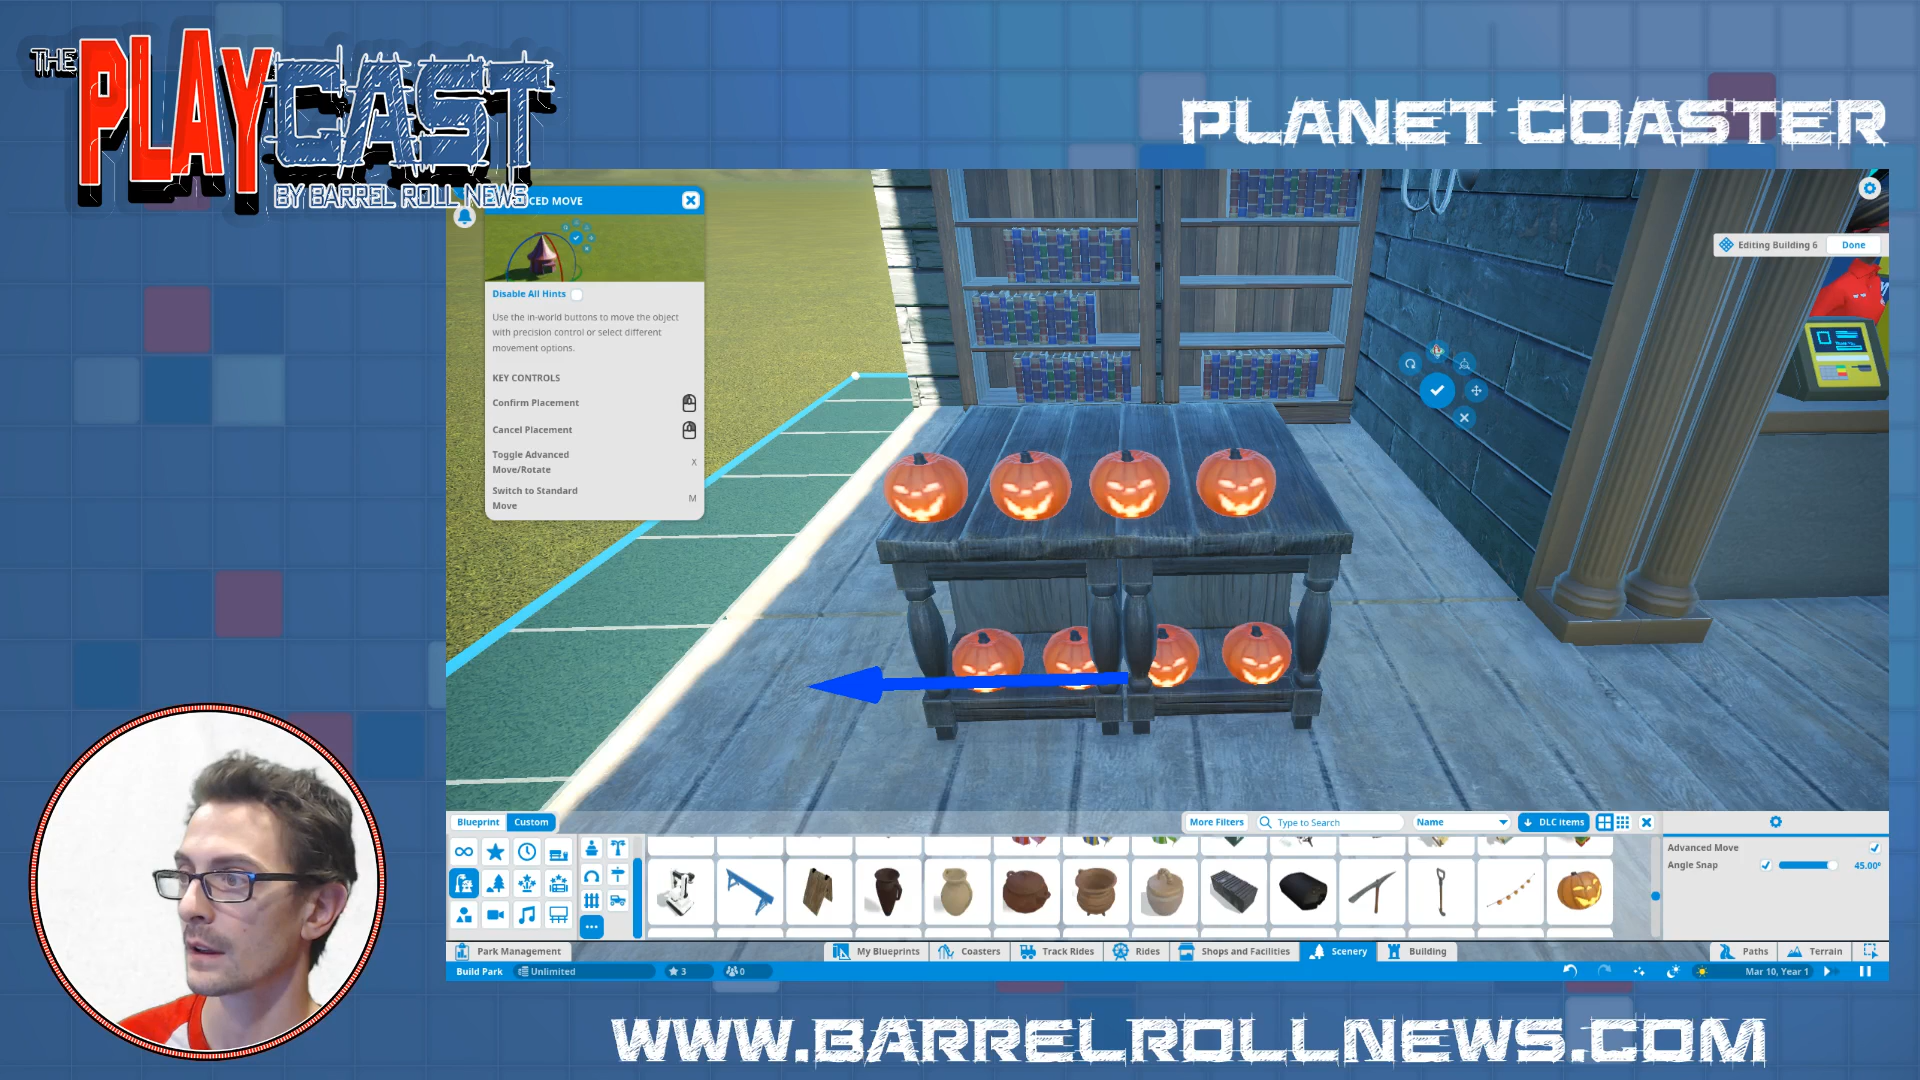 THE
PLAYCAST
BY BARREL ROLL NEWS
PLANET COASTER
CED MOVE
Disable All Hints
Use the in-world buttons to move the object
with precision control or select different
movement options.
KEY CONTROLS
Confirm Placement
Cancel Placement
Toggle Advanced
Move/Rotate
X
Switch to Standard
Move
M
Editing Building 6
Done
Blueprint
Custom
More Filters
Type to Search
Name
DLC items
Advanced Move
Angle Snap
45.00°
Park Management
My Blueprints
Coasters
Track Rides
Rides
Shops and Facilities
Scenery
Building
Paths
Terrain
Build Park
Unlimited
3
0
Mar 10, Year 1
WWW.BARRELROLLNEWS.COM